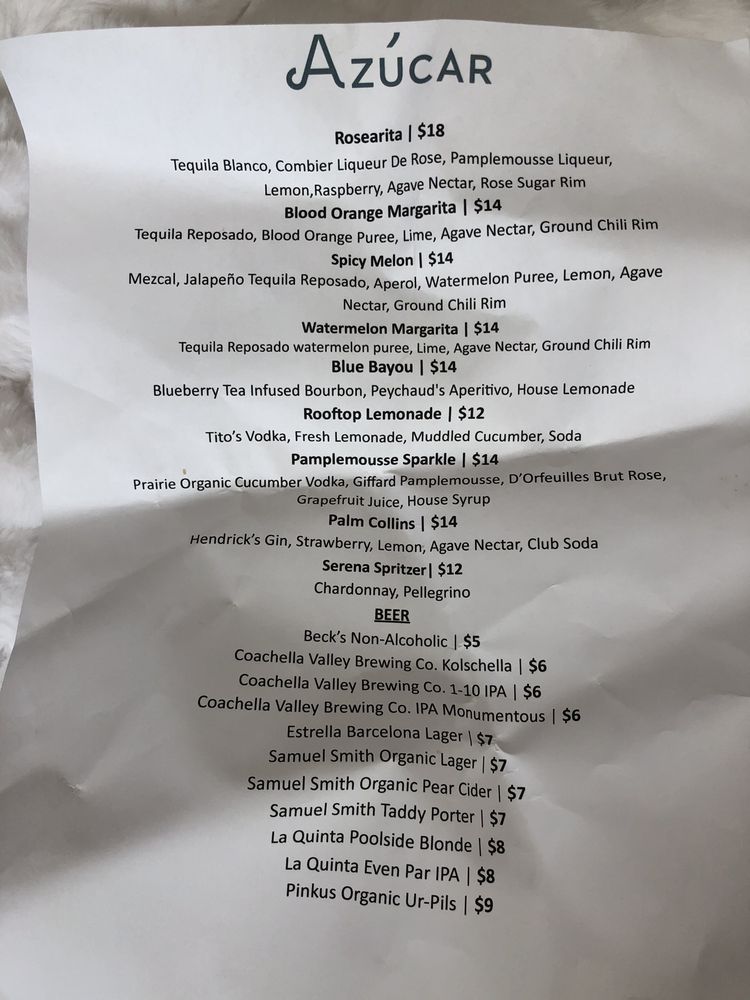 AZÚCAR
Rosearita | $18
Tequila Blanco, Combier Liqueur De Rose, Pamplemousse Liqueur,
Lemon,Raspberry, Agave Nectar, Rose Sugar Rim
Blood Orange Margarita | $14
Tequila Reposado, Blood Orange Puree, Lime, Agave Nectar, Ground Chili Rim
Spicy Melon | $14
Mezcal, Jalapeño Tequila Reposado, Aperol, Watermelon Puree, Lemon, Agave
Nectar, Ground Chili Rim
Watermelon Margarita | $14
Tequila Reposado watermelon puree, Lime, Agave Nectar, Ground Chili Rim
Blue Bayou | $14
Blueberry Tea Infused Bourbon, Peychaud's Aperitivo, House Lemonade
Rooftop Lemonade | $12
Tito's Vodka, Fresh Lemonade, Muddled Cucumber, Soda
Pamplemousse Sparkle | $14
Prairie Organic Cucumber Vodka, Giffard Pamplemousse, D'Orfeuilles Brut Rose,
Grapefruit Juice, House Syrup
Palm Collins | $14
Hendrick's Gin, Strawberry, Lemon, Agave Nectar, Club Soda
Serena Spritzer| $12
Chardonnay, Pellegrino
BEER
Beck's Non-Alcoholic | $5
Coachella Valley Brewing Co. Kolschella | $6
Coachella Valley Brewing Co. 1-10 IPA | $6
Coachella Valley Brewing Co. IPA Monumentous | $6
Estrella Barcelona Lager \ $7
Samuel Smith Organic Lager | $7
Samuel Smith Organic Pear Cider | $7
Samuel Smith Taddy Porter | $7
La Quinta Poolside Blonde | $8
La Quinta Even Par IPA | $8
Pinkus Organic Ur-Pils | $9